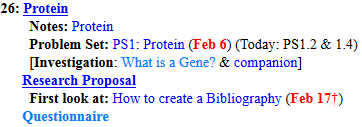 26: Protein
Notes: Protein
Problem Set: PS1: Protein (Feb 6) (Today: PS1.2 & 1.4)
[Investigation: What is a Gene? & companion]
Research Proposal
First look at: How to create a Bibliography (Feb 17†)
Questionnaire